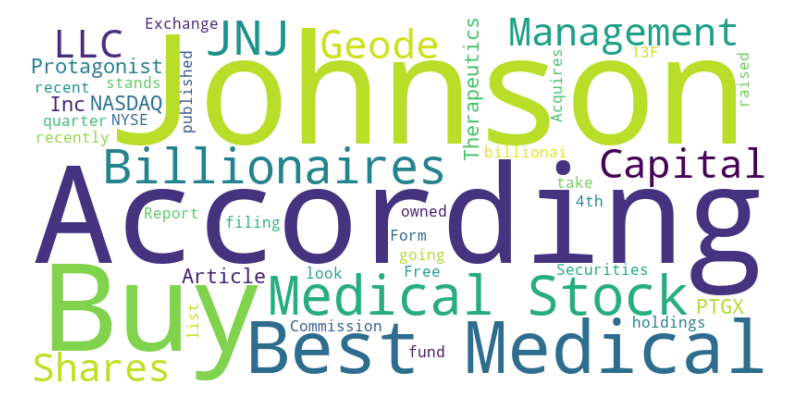 Exchange
LLC
JNJ
Geode
Management
Johnson
Protagonist
recent
stands
published
Therapeutics
Acquires
13F
raised
Inc
NASDAQ
quarter
NYSE
recently
Billionaires
billionai
Capital
According
take
4th
Report
filing
owned
Form
going
Buy
Article
look
Free
Securities
Medical Stock
PTGX
list
Commission
Best Medical
holdings
fund
Shares